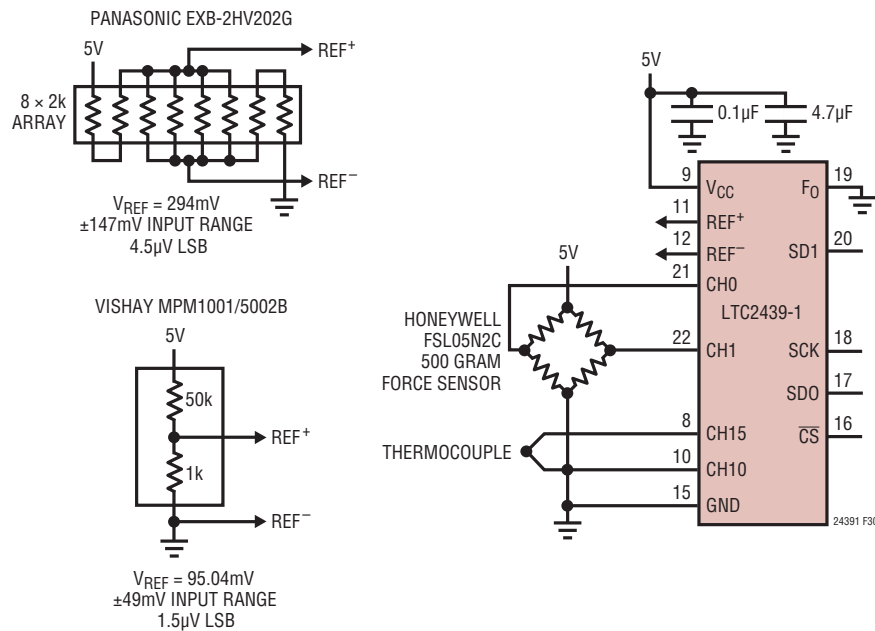 PANASONIC EXB-2HV202G
5V
REF+
8 × 2k
ARRAY
REF−
VREF = 294mV
±147mV INPUT RANGE
4.5µV LSB
VISHAY MPM1001/5002B
5V
50k
REF+
1k
REF−
VREF = 95.04mV
±49mV INPUT RANGE
1.5µV LSB
5V
0.1µF
4.7µF
9
VCC
FO
19
11
REF+
12
REF−
SD1
20
5V
21
CH0
LTC2439-1
HONEYWELL
FSL05N2C
500 GRAM
FORCE SENSOR
22
CH1
SCK
18
SDO
17
8
CH15
CS
16
THERMOCOUPLE
10
CH10
15
GND
24391 F30